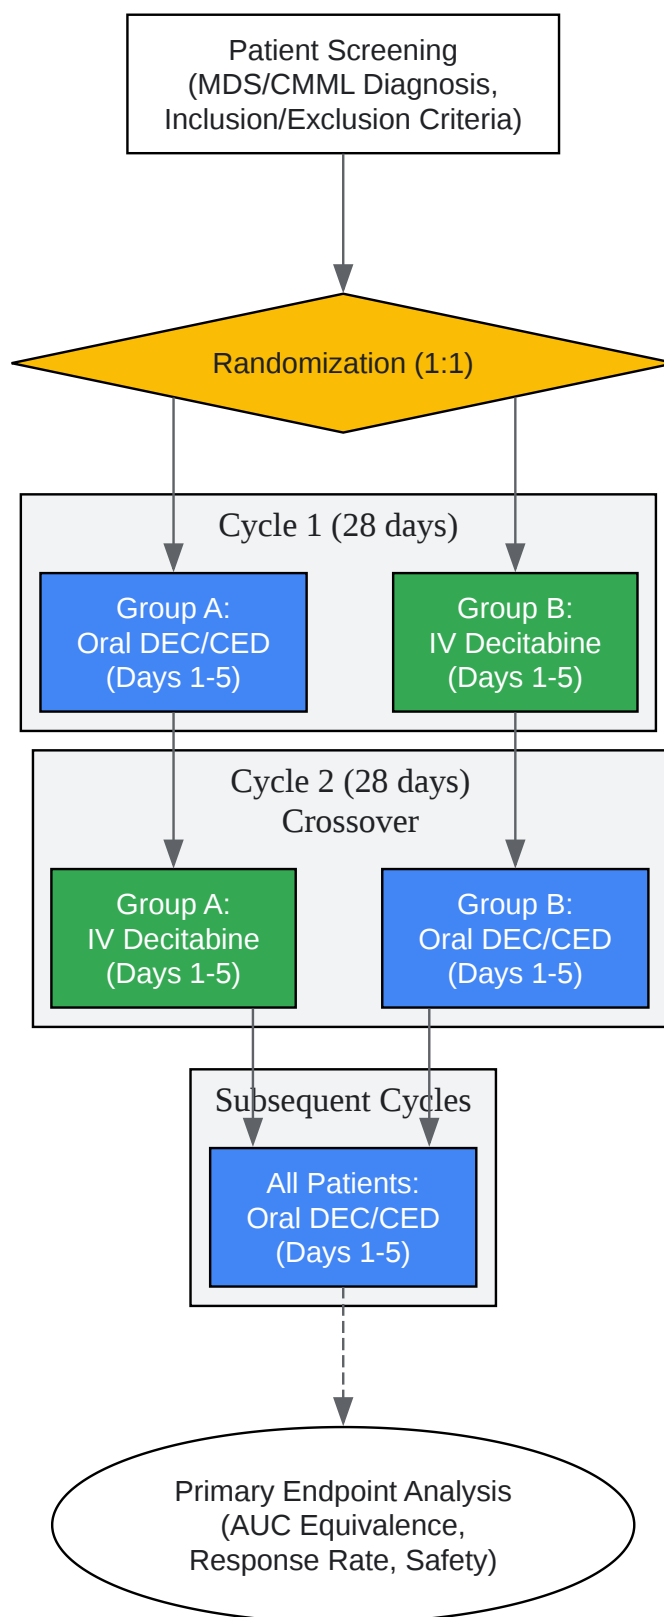 Patient Screening
(MDS/CMML Diagnosis,
Inclusion/Exclusion Criteria)
Randomization (1:1)
Cycle 1 (28 days)
Group A:
Oral DEC/CED
(Days 1-5)
Group B:
IV Decitabine
(Days 1-5)
Cycle 2 (28 days)
Crossover
Group A:
IV Decitabine
(Days 1-5)
Group B:
Oral DEC/CED
(Days 1-5)
Subsequent Cycles
All Patients:
Oral DEC/CED
(Days 1-5)
Primary Endpoint Analysis
(AUC Equivalence,
Response Rate, Safety)